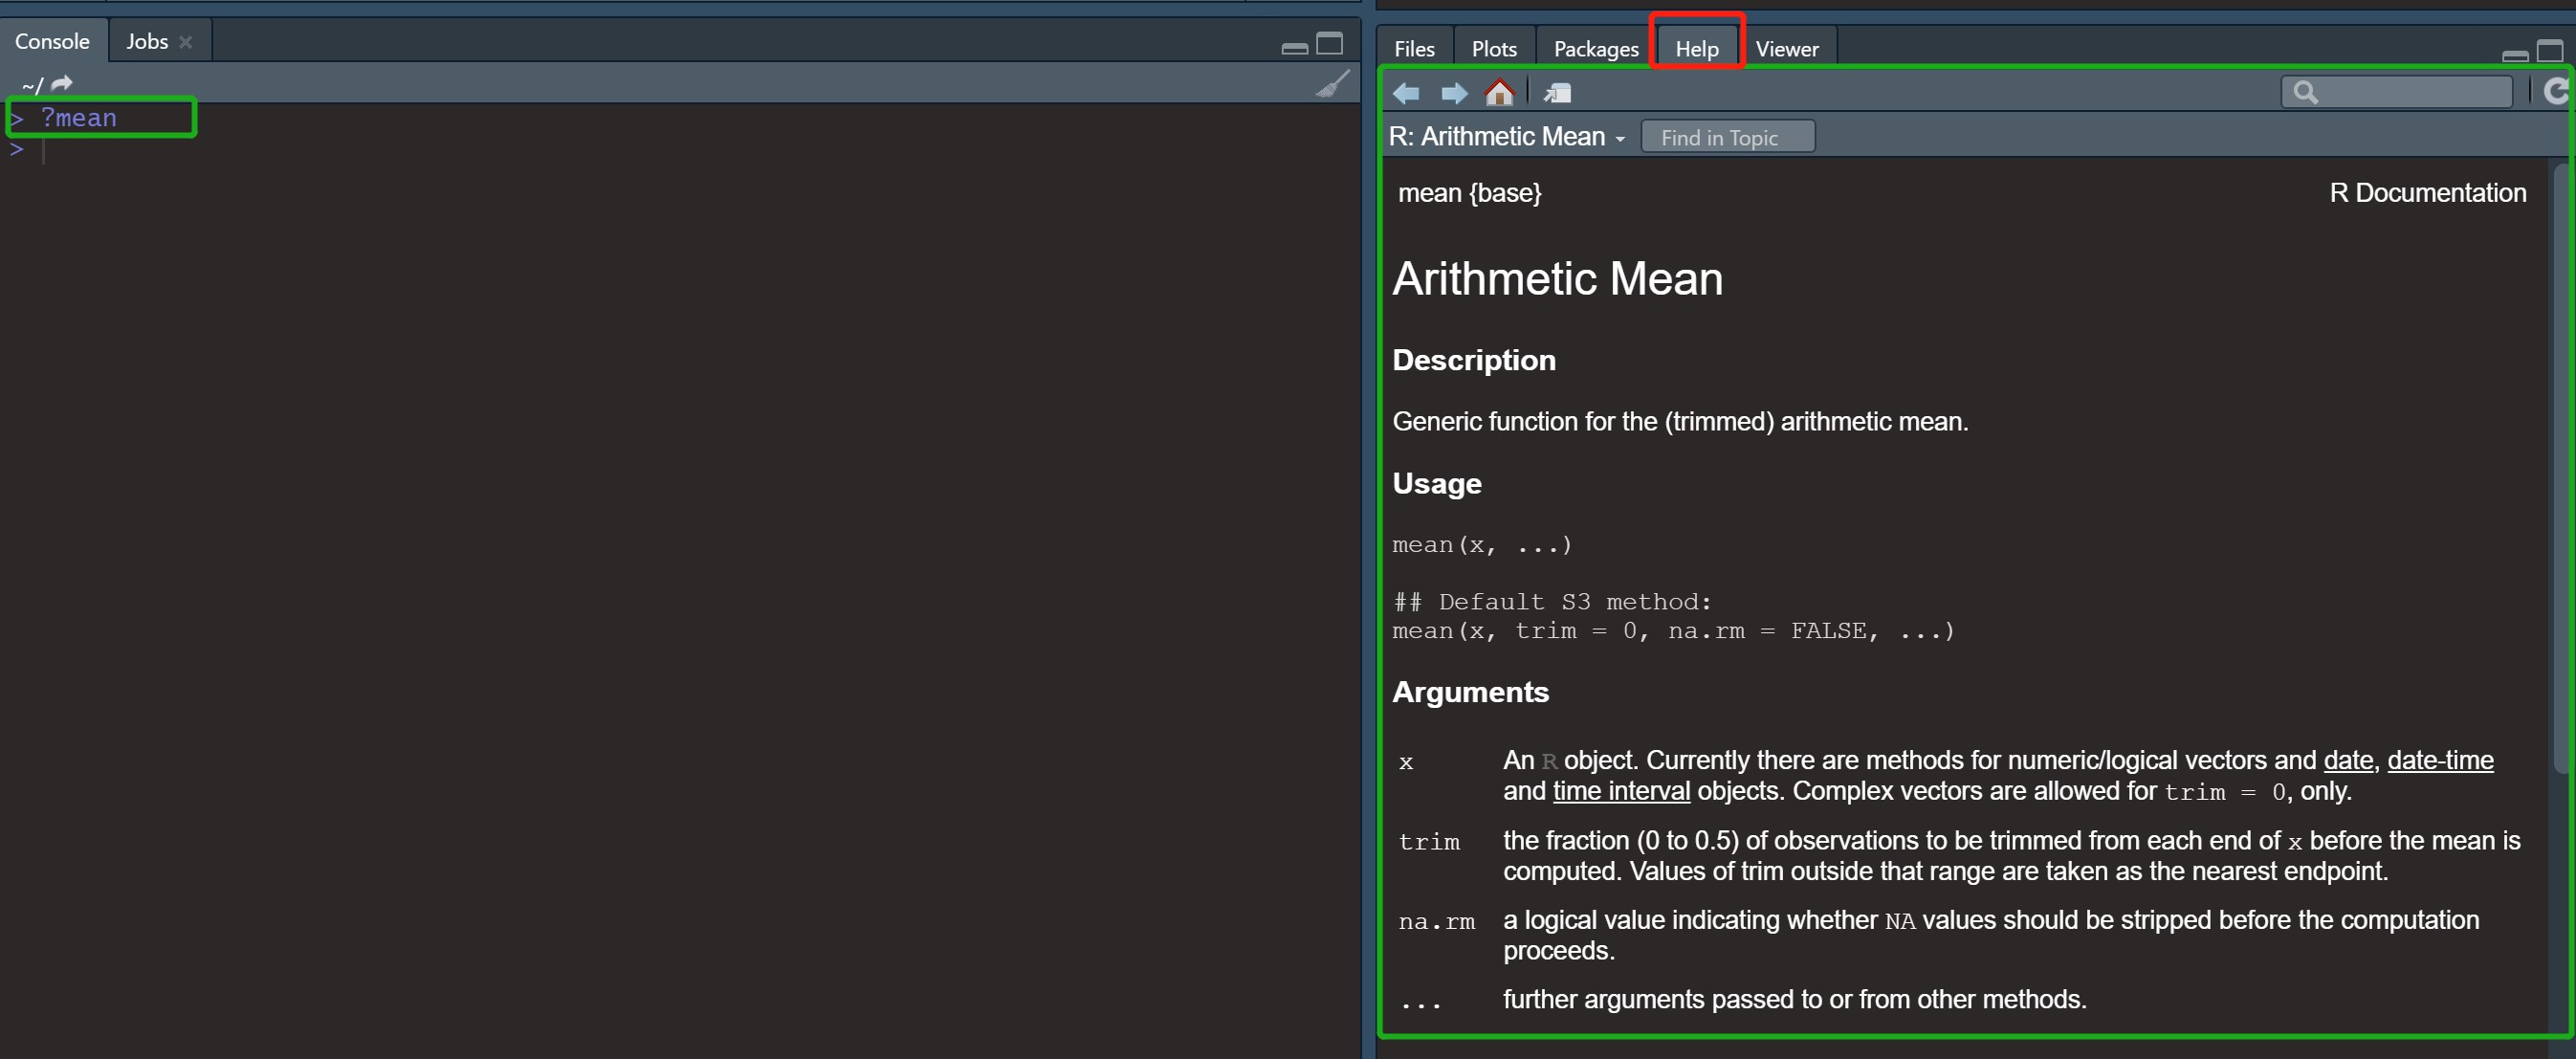 Console Jobs
~/
> ?mean
>
Files Plots Packages Help Viewer
R: Arithmetic Mean Find in Topic
mean {base} R Documentation
Arithmetic Mean
Description
Generic function for the (trimmed) arithmetic mean.
Usage
mean(x, ...)
## Default S3 method:
mean(x, trim = 0, na.rm = FALSE, ...)
Arguments
x An R object. Currently there are methods for numeric/logical vectors and date, date-time
and time interval objects. Complex vectors are allowed for trim = 0, only.
trim the fraction (0 to 0.5) of observations to be trimmed from each end of x before the mean is
computed. Values of trim outside that range are taken as the nearest endpoint.
na.rm a logical value indicating whether NA values should be stripped before the computation
proceeds.
... further arguments passed to or from other methods.